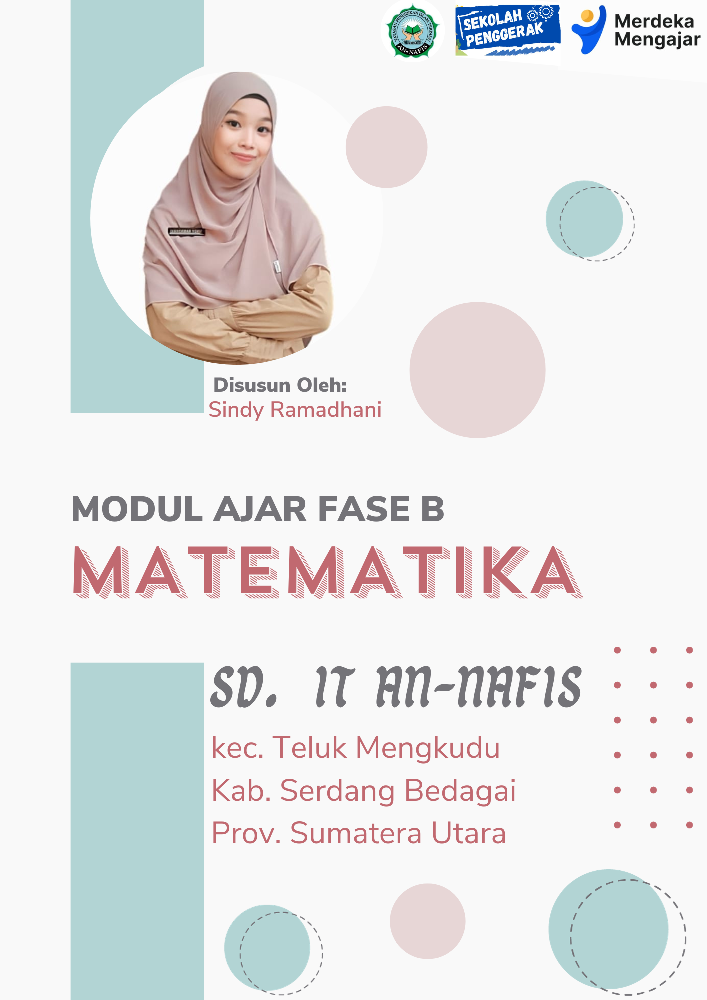 YAYASAN PENDIDIKAN ISLAM TERPADU
TELUK MENGKUDU
AN-NAFIS
SEKOLAH
PENGGERAK
Merdeka
Mengajar
Disusun Oleh:
Sindy Ramadhani
MODUL AJAR FASE B
MATEMATIKA
SD. IT AN-NAFIS
kec. Teluk Mengkudu
Kab. Serdang Bedagai
Prov. Sumatera Utara